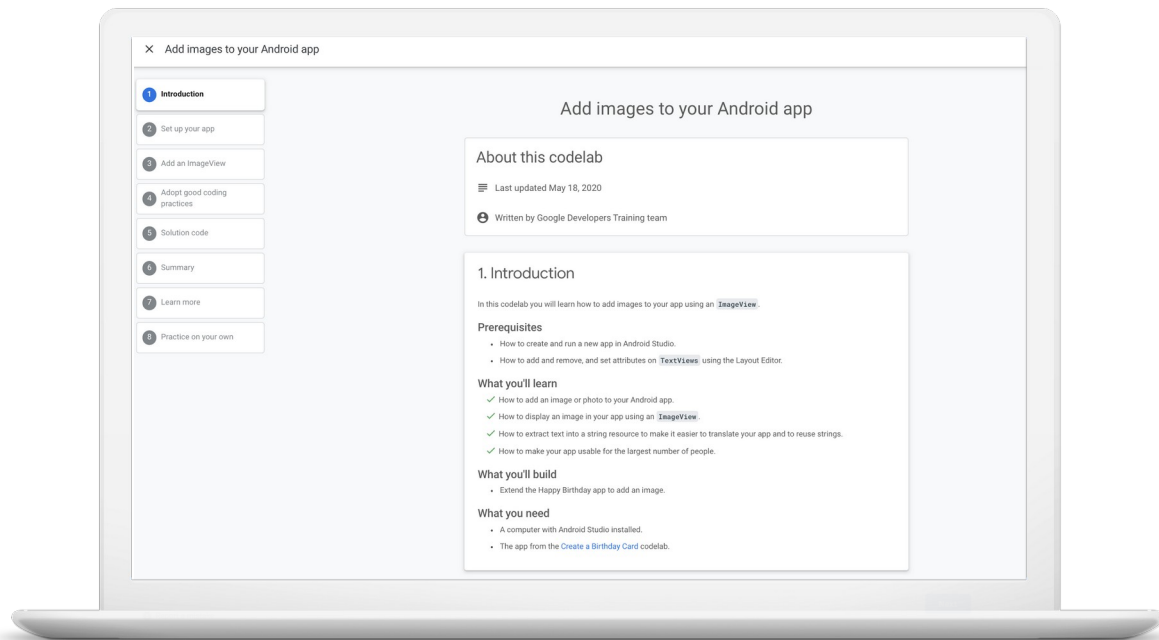 Add images to your Android app
1 Introduction
2 Set up your app
3 Add an ImageView
4 Adopt good coding
practices
5 Solution code
6 Summary
7 Learn more
8 Practice on your own
Add images to your Android app
About this codelab
Last updated May 18, 2020
Written by Google Developers Training team
1. Introduction
In this codelab you will learn how to add images to your app using an ImageView.
Prerequisites
• How to create and run a new app in Android Studio.
• How to add and remove, and set attributes on TextViews using the Layout Editor.
What you'll learn
✓ How to add an image or photo to your Android app.
✓ How to display an image in your app using an ImageView.
✓ How to extract text into a string resource to make it easier to translate your app and to reuse strings.
✓ How to make your app usable for the largest number of people.
What you'll build
• Extend the Happy Birthday app to add an image.
What you need
• A computer with Android Studio installed.
• The app from the Create a Birthday Card codelab.